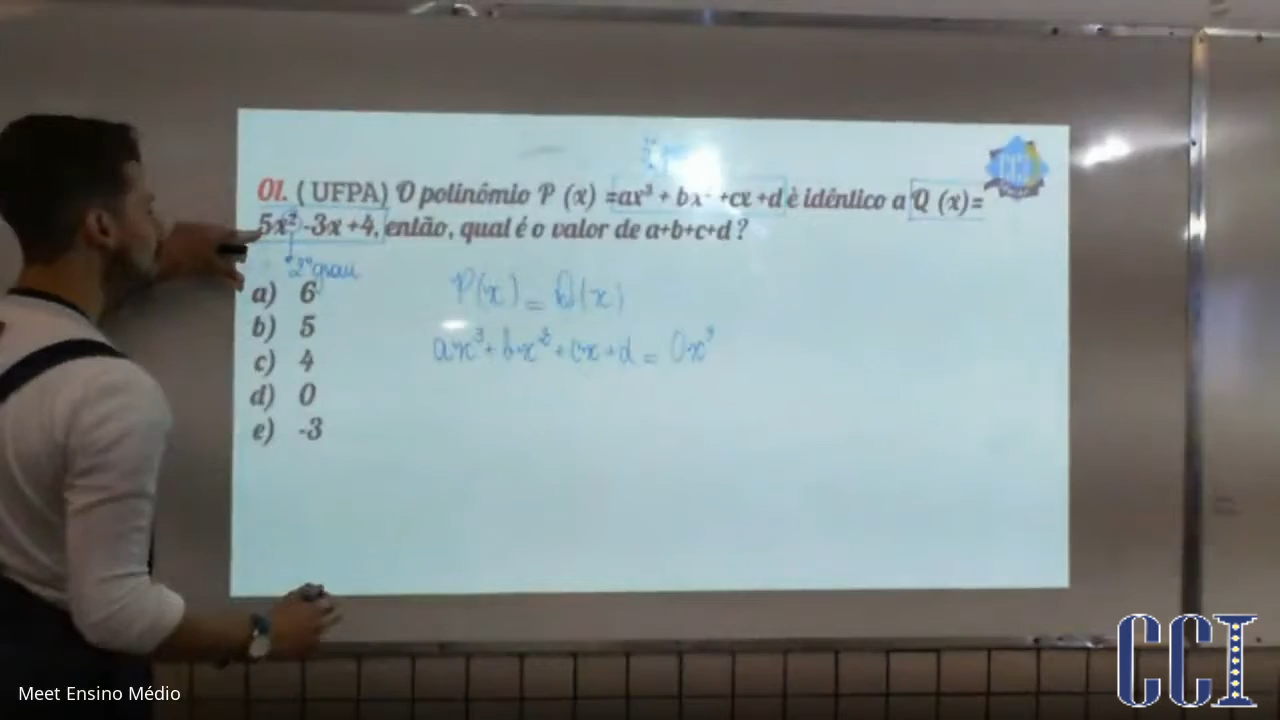 01. ( UFPA) O polinômio P (x) =ax³ + bx² +cx +d è idêntico a Q (x)=
5x² -3x +4, então, qual é o valor de a+b+c+d ?
2º grau
a) 6
b) 5
c) 4
d) 0
e) -3
P(x) = Q(x)
ax³ + bx² + cx + d = 0x³
CCI
Meet Ensino Médio